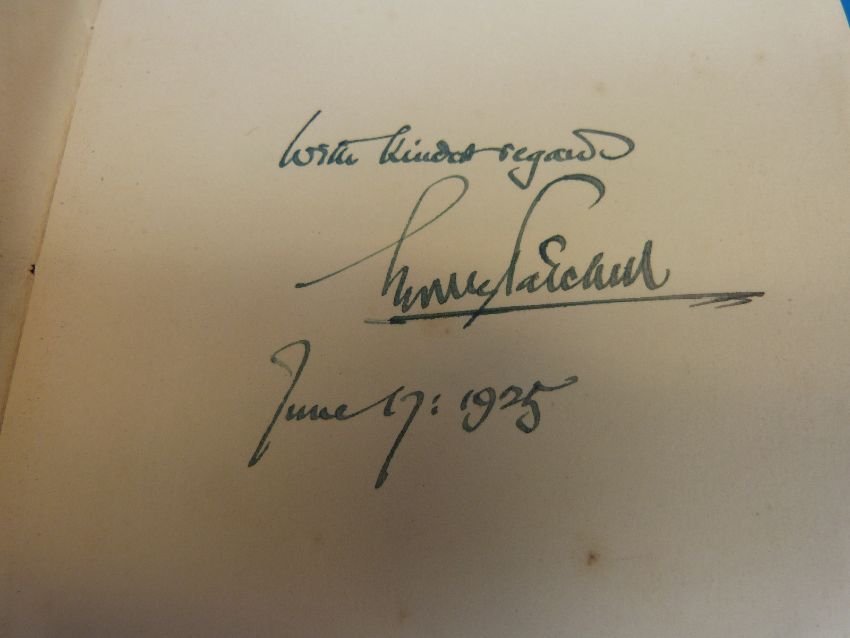 With kindest regards
June 17: 1925